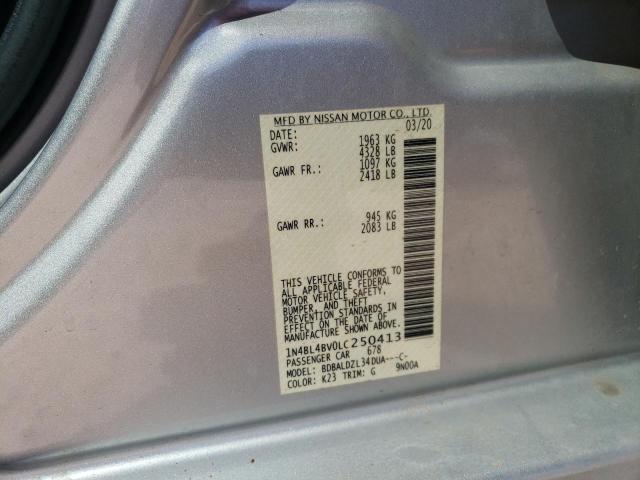 MFD BY NISSAN MOTOR CO., LTD.
DATE: 03/20
GVWR: 1963 KG
4328 LB
GAWR FR.: 1097 KG
2418 LB
GAWR RR.: 945 KG
2083 LB
THIS VEHICLE CONFORMS TO
ALL APPLICABLE FEDERAL
MOTOR VEHICLE SAFETY,
BUMPER, AND THEFT
PREVENTION STANDARDS IN
EFFECT ON THE DATE OF
MANUFACTURE SHOWN ABOVE.
1N4BL4BV0LC250413
PASSENGER CAR 678
MODEL: BDBALDZL34DUA---C-
COLOR: K23 TRIM: G 9N00A